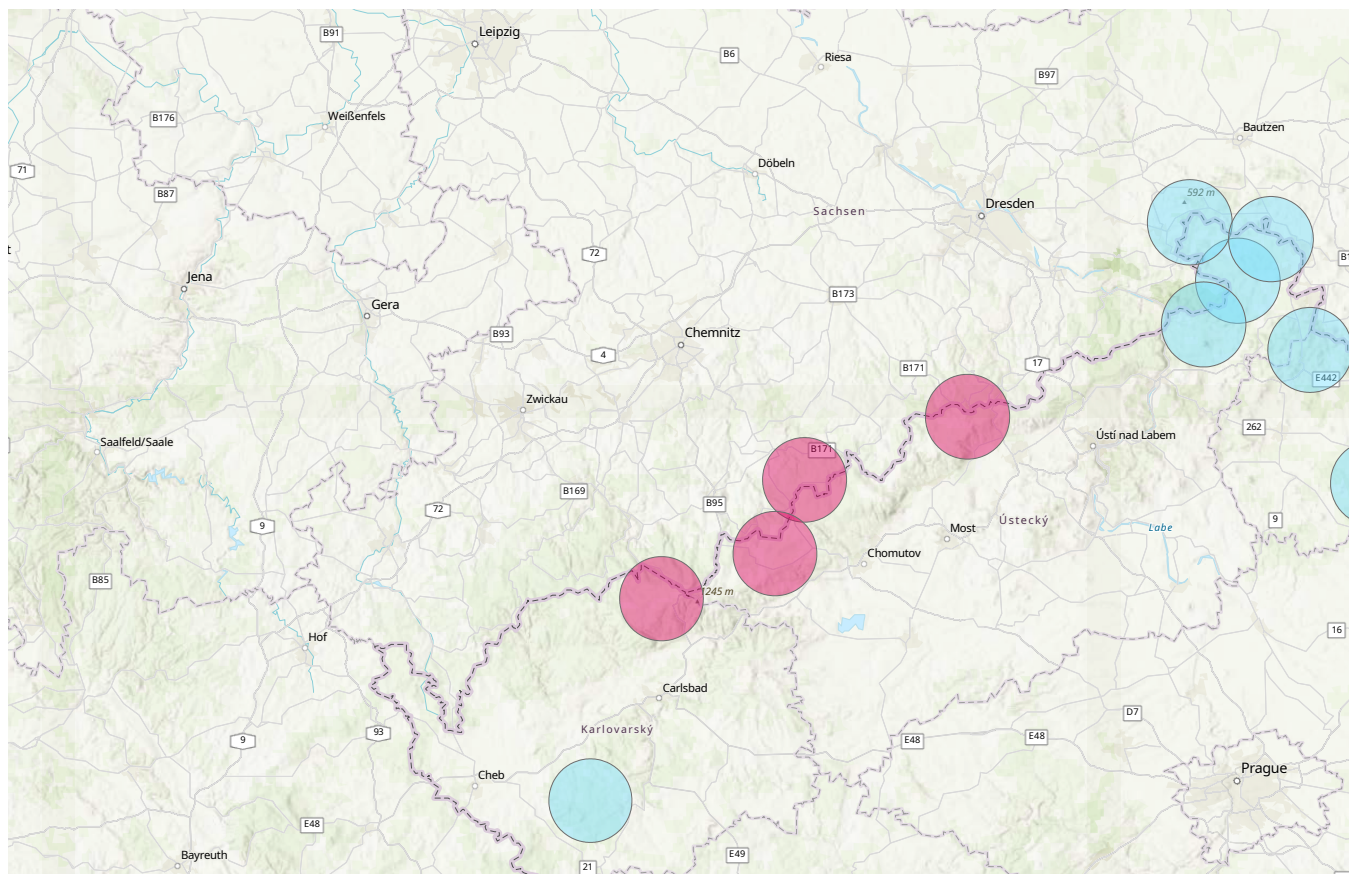 Leipzig
B91
B6
Riesa
B97
B176
Weißenfels
Bautzen
71
Döbeln
B87
592 m
Dresden
Sachsen
t
72
B1
Jena
B173
Gera
B93
Chemnitz
4
B171
17
E442
Zwickau
262
Saalfeld/Saale
Ústí nad Labem
B171
B169
B95
72
9
Ústecký
9
Labe
Most
Chomutov
B85
1245 m
Hof
16
Carlsbad
D7
93
Karlovarský
9
E48
E48
Cheb
Prague
E48
Bayreuth
E49
21